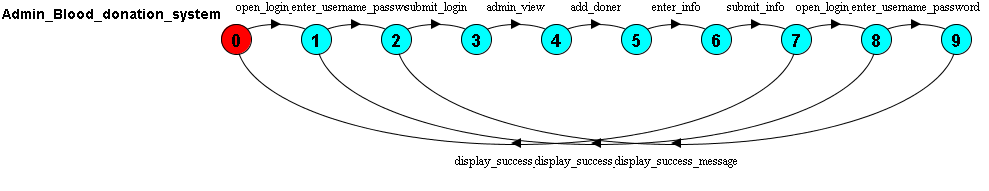 Admin_Blood_donation_system
open_login enter_username_passw submit_login admin_view add_doner enter_info submit_info open_login enter_username_password
0 1 2 3 4 5 6 7 8 9
display_success display_success display_success_message